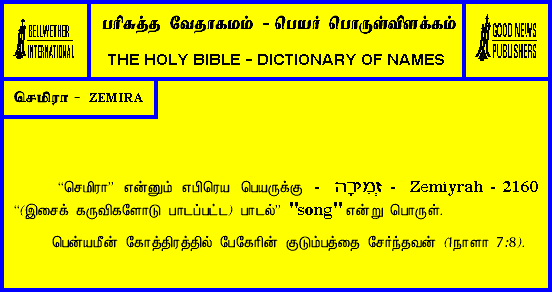 BELLWETHER
INTERNATIONAL
பரிசுத்த வேதாகமம் - பெயர் பொருள்விளக்கம்
THE HOLY BIBLE - DICTIONARY OF NAMES
GOOD NEWS
PUBLISHERS
செமிரா - ZEMIRA
“செமிரா” என்னும் எபிரெய பெயருக்கு - זְמִירָה - Zemiyrah - 2160
“(இசைக் கருவிகளோடு பாடப்பட்ட) பாடல்” "song" என்று பொருள்.
பென்யமீன் கோத்திரத்தில் பேகேரின் குடும்பத்தை சேர்ந்தவன் (1நாளா 7:8).